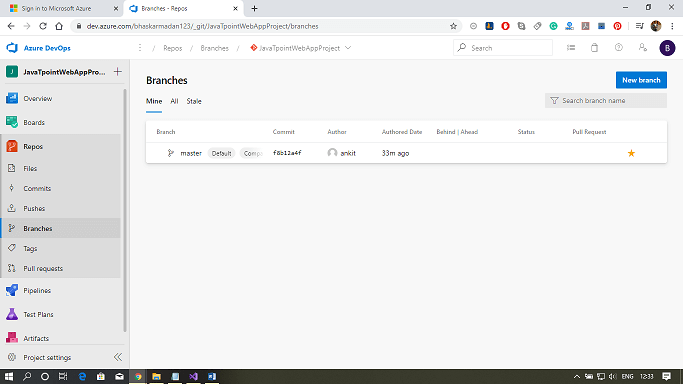 Sign in to Microsoft Azure
Branches - Repos
dev.azure.com/bhaskarmadan123/_git/JavaTpointWebAppProject/branches
Azure DevOps
/ Repos / Branches / JavaTpointWebAppProject
Search
B
J JavaTpointWebAppPro...
Overview
Boards
Repos
Files
Commits
Pushes
Branches
Tags
Pull requests
Pipelines
Test Plans
Artifacts
Project settings
Branches
New branch
Mine All Stale
Search branch name
Branch Commit Author Authored Date Behind | Ahead Status Pull Request
master Default Compa f8b12a4f ankit 33m ago
ENG 12:33